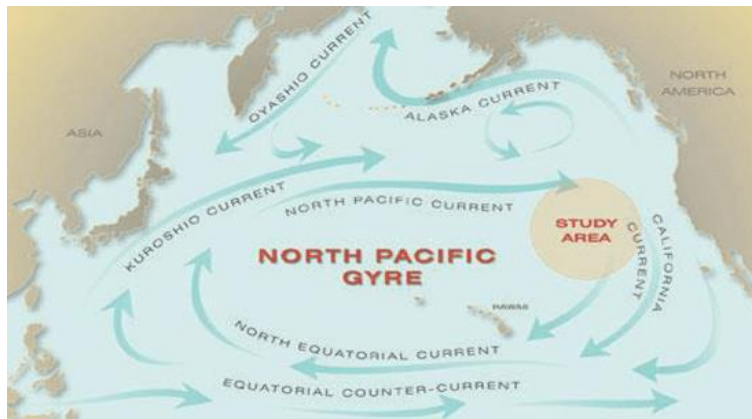 OYASHIO CURRENT
ALASKA CURRENT
NORTH
AMERICA
ASIA
KUROSHIO CURRENT
NORTH PACIFIC CURRENT
STUDY
AREA
CALIFORNIA
CURRENT
NORTH PACIFIC
GYRE
HAWAII
NORTH EQUATORIAL CURRENT
EQUATORIAL COUNTER-CURRENT